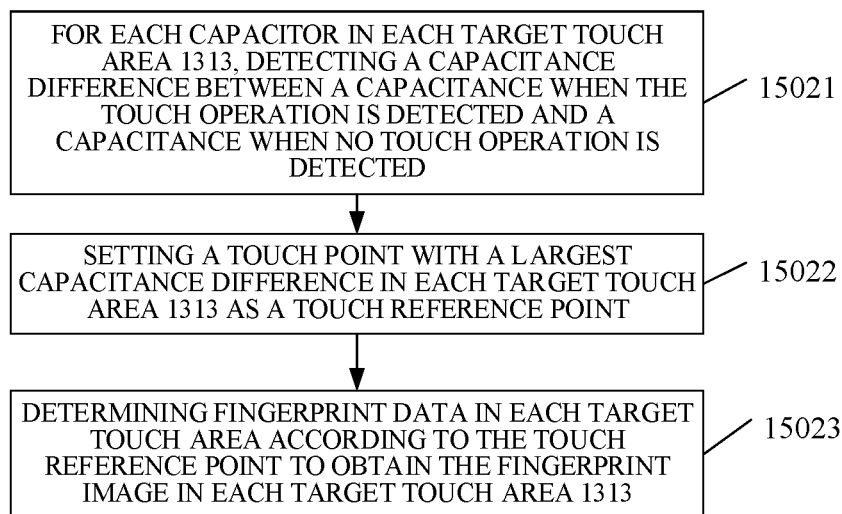 FOR EACH CAPACITOR IN EACH TARGET TOUCH
AREA 1313, DETECTING A CAPACITANCE
DIFFERENCE BETWEEN A CAPACITANCE WHEN THE
TOUCH OPERATION IS DETECTED AND A
CAPACITANCE WHEN NO TOUCH OPERATION IS
DETECTED
15021
SETTING A TOUCH POINT WITH A LARGEST
CAPACITANCE DIFFERENCE IN EACH TARGET TOUCH
AREA 1313 AS A TOUCH REFERENCE POINT
15022
DETERMINING FINGERPRINT DATA IN EACH TARGET
TOUCH AREA ACCORDING TO THE TOUCH
REFERENCE POINT TO OBTAIN THE FINGERPRINT
IMAGE IN EACH TARGET TOUCH AREA 1313
15023